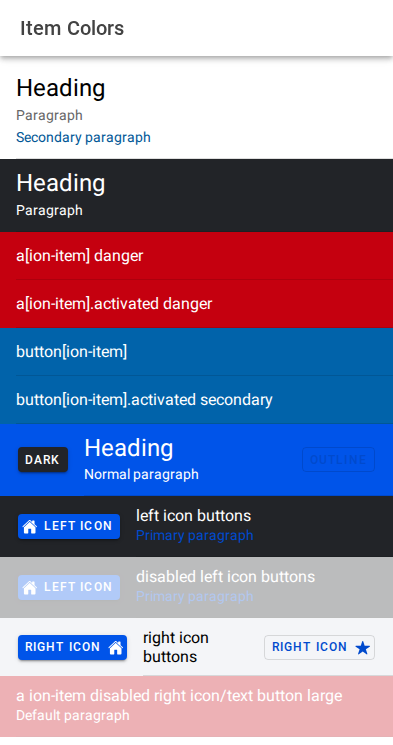 Item Colors
Heading
Paragraph
Secondary paragraph
Heading
Paragraph
a[ion-item] danger
a[ion-item].activated danger
button[ion-item]
button[ion-item].activated secondary
DARK
Heading
Normal paragraph
OUTLINE
LEFT ICON
left icon buttons
Primary paragraph
LEFT ICON
disabled left icon buttons
Primary paragraph
RIGHT ICON
right icon
buttons
RIGHT ICON
a ion-item disabled right icon/text button large
Default paragraph